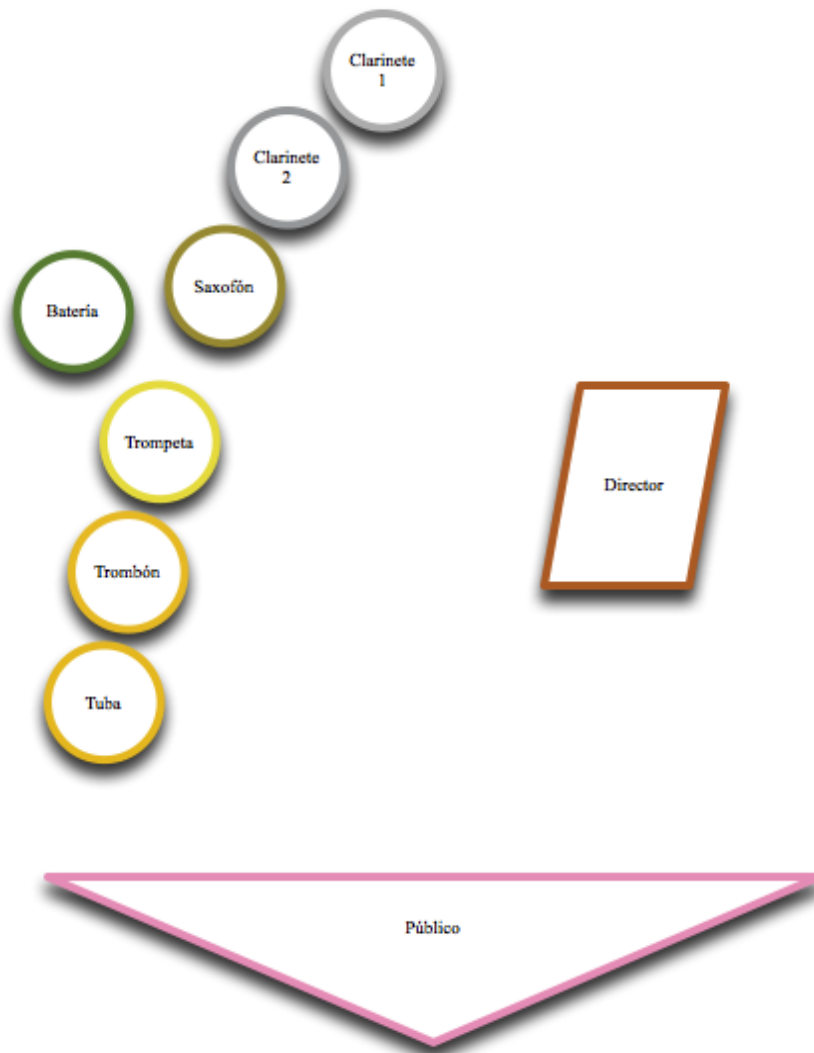 Clarinete
1
Clarinete
2
Saxofón
Batería
Trompeta
Director
Trombón
Tuba
Público